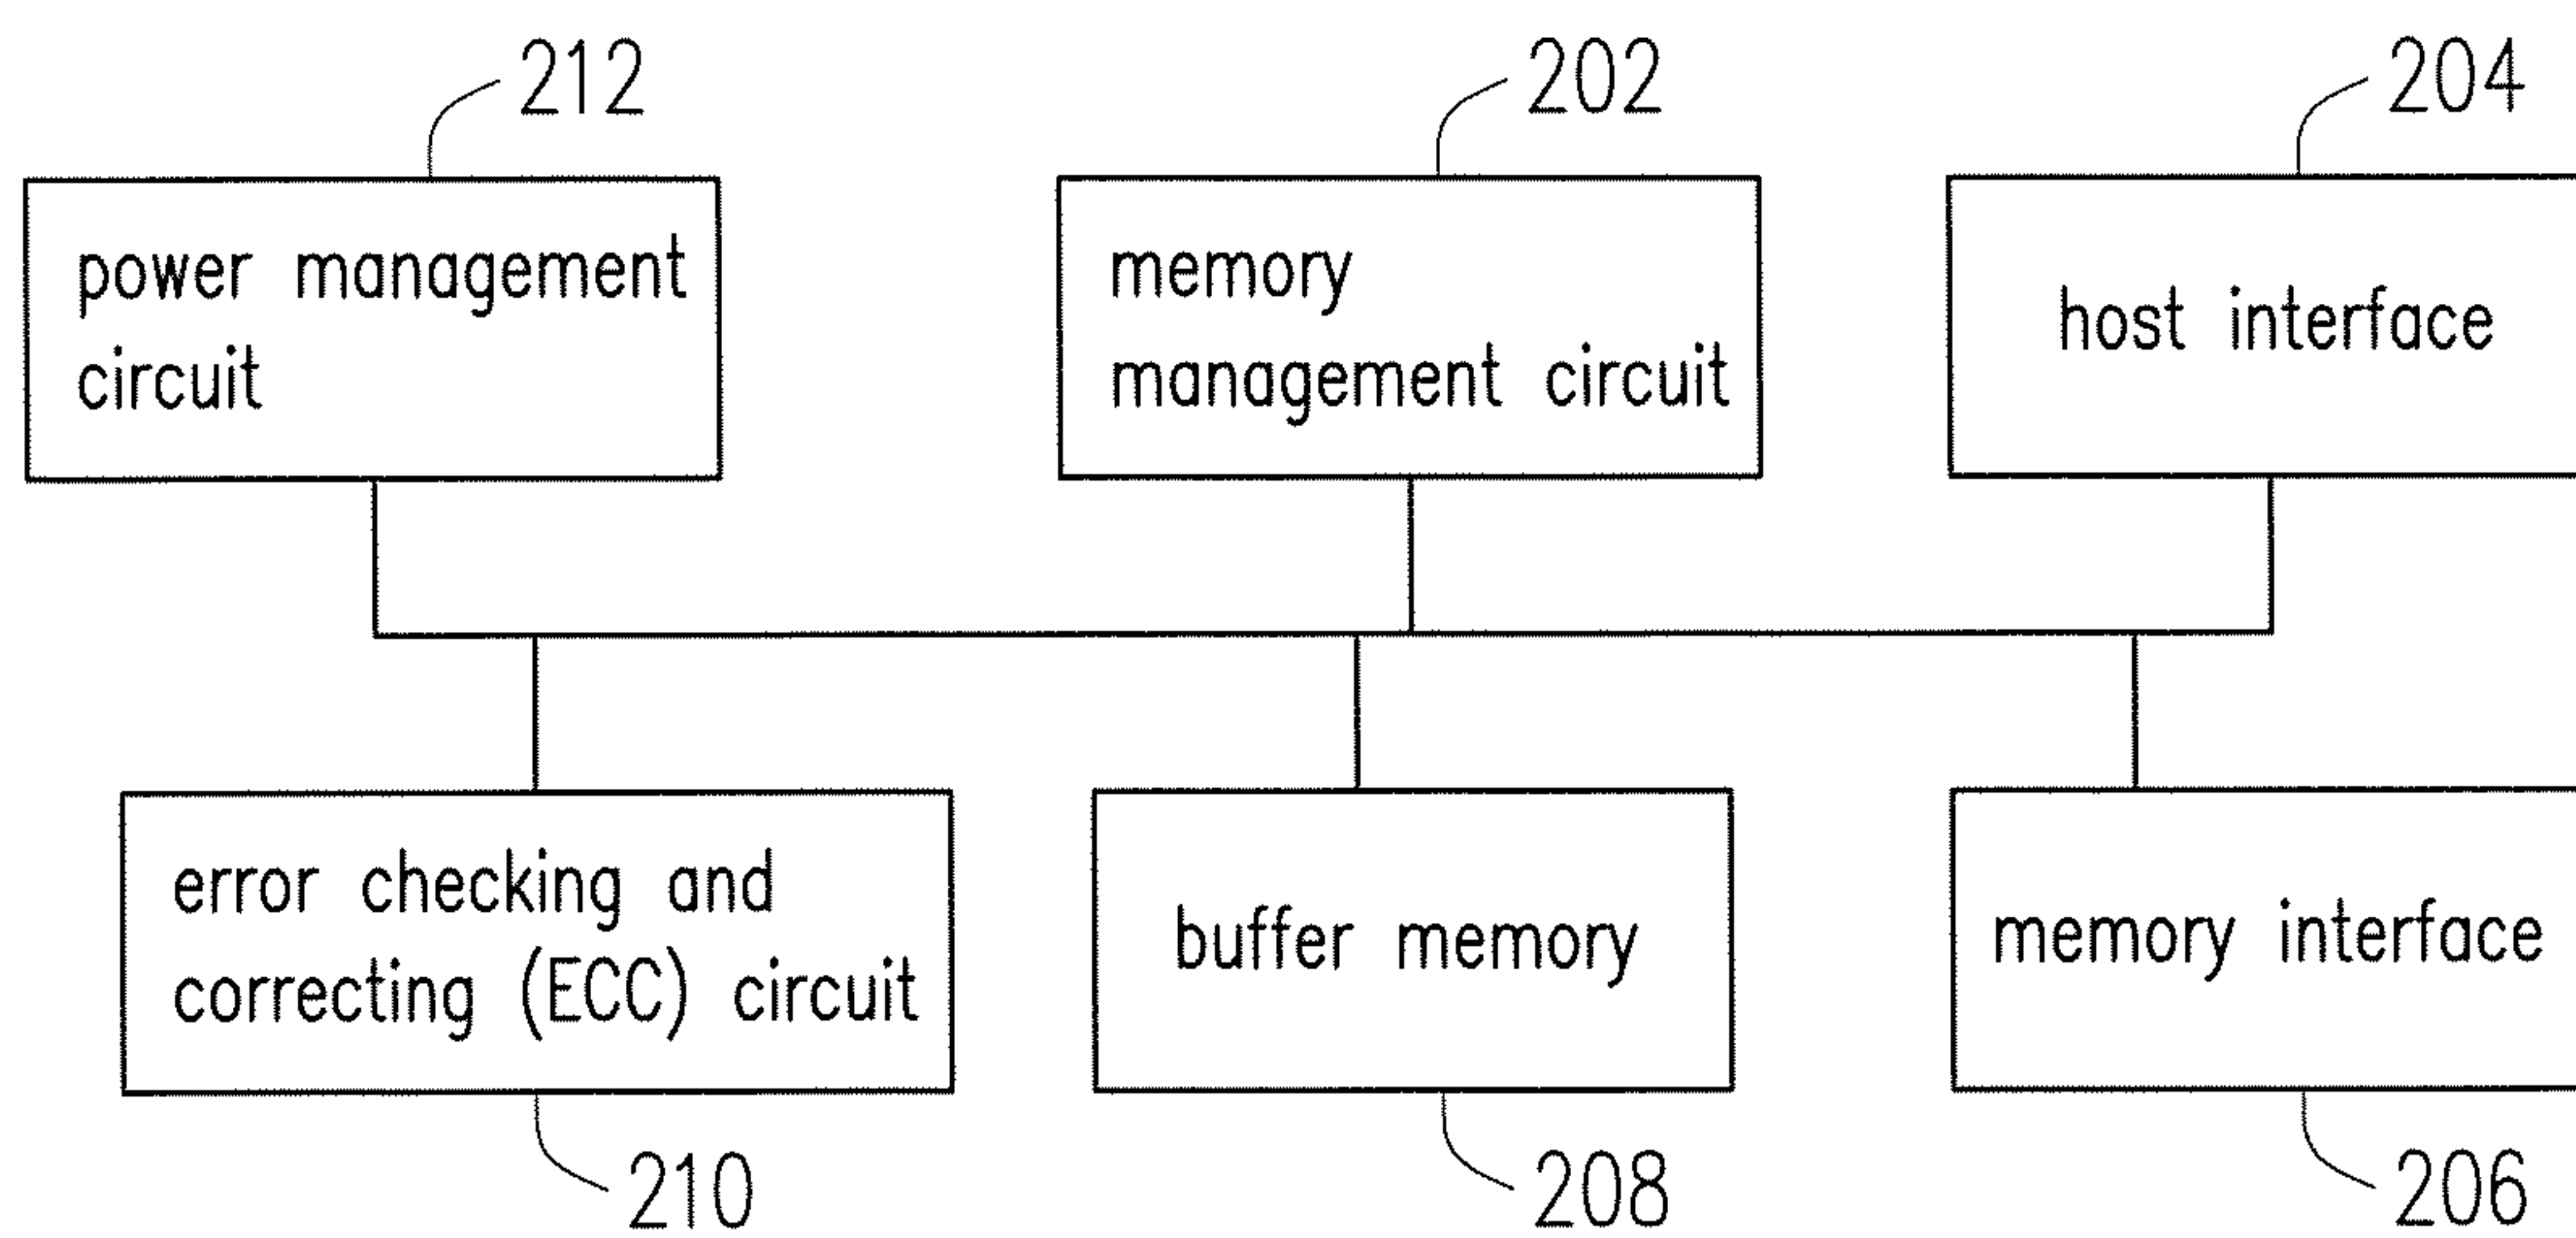 212
202
204
power management
circuit
memory
management circuit
host interface
error checking and
correcting (ECC) circuit
buffer memory
memory interface
210
208
206